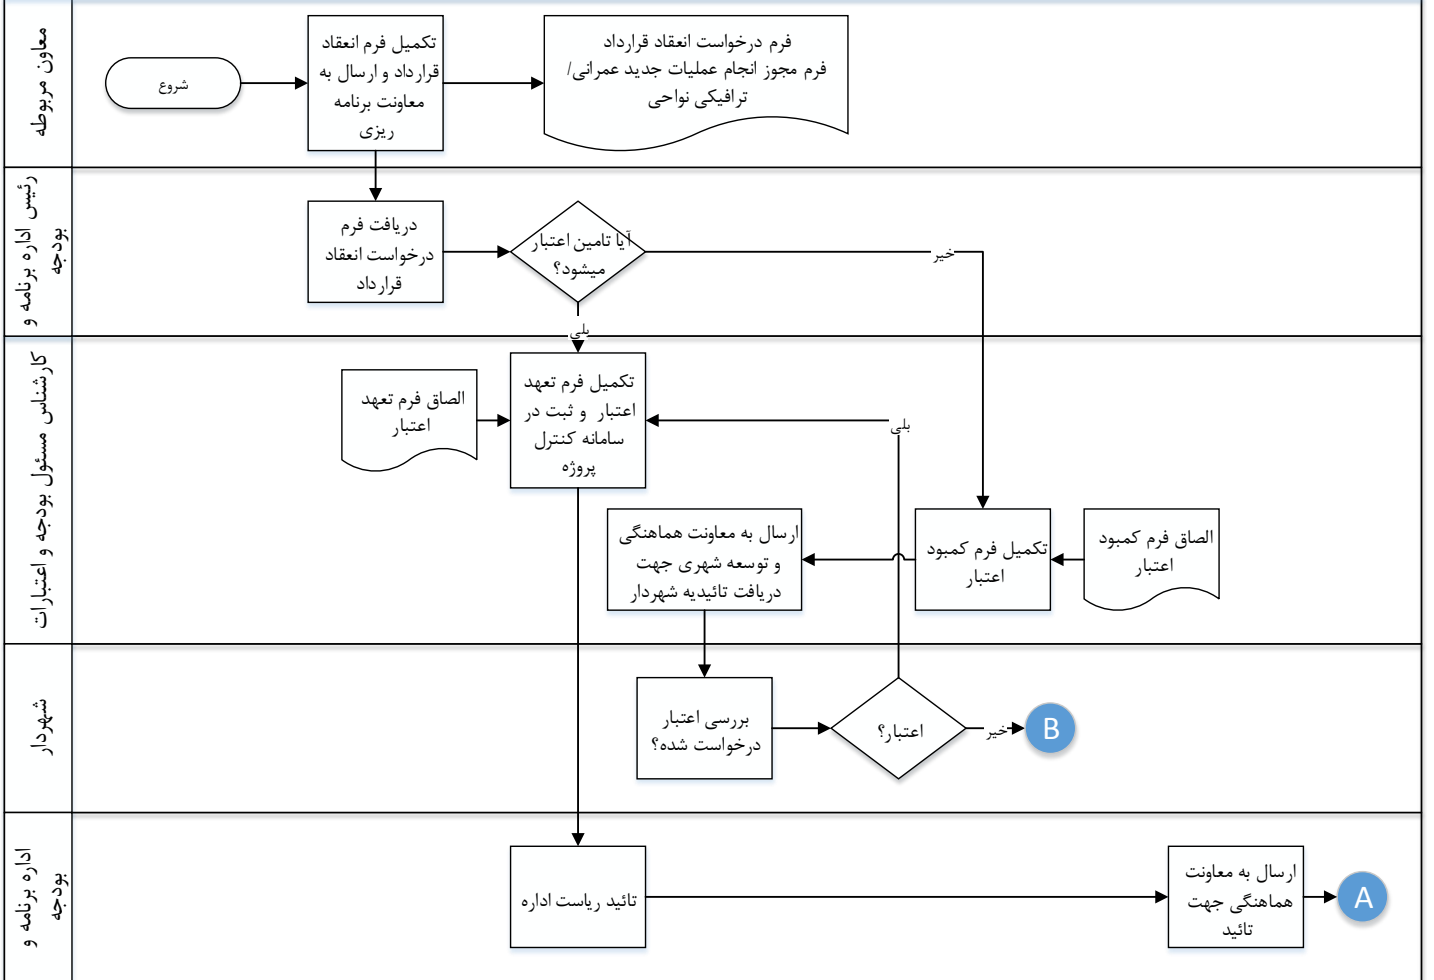 معاون مربوطه
شروع
تکمیل فرم انعقاد
قرارداد و ارسال به
معاونت برنامه
ریزی
فرم درخواست انعقاد قرارداد
فرم مجوز انجام عملیات جدید عمرانی/
ترافیکی نواحی
رئیس اداره برنامه و
بودجه
دریافت فرم
درخواست انعقاد
قرارداد
آیا تامین اعتبار
میشود؟
خیر
بلی
کارشناس مسئول بودجه و اعتبارات
الصاق فرم تعهد
اعتبار
تکمیل فرم تعهد
اعتبار و ثبت در
سامانه کنترل
پروژه
بلی
ارسال به معاونت هماهنگی
و توسعه شهری جهت
دریافت تائیدیه شهردار
تکمیل فرم کمبود
اعتبار
الصاق فرم کمبود
اعتبار
شهردار
بررسی اعتبار
درخواست شده؟
اعتبار؟
خیر
B
اداره برنامه و
بودجه
تائید ریاست اداره
ارسال به معاونت
هماهنگی جهت
تائید
A